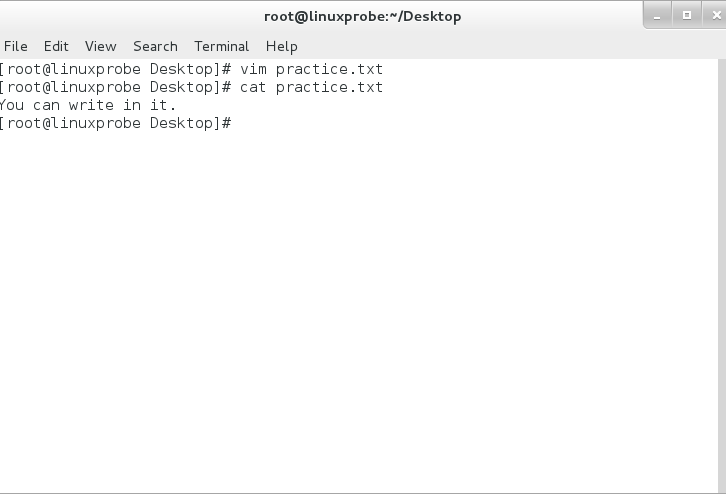 root@linuxprobe:~/Desktop
File Edit View Search Terminal Help
[root@linuxprobe Desktop]# vim practice.txt
[root@linuxprobe Desktop]# cat practice.txt
You can write in it.
[root@linuxprobe Desktop]#